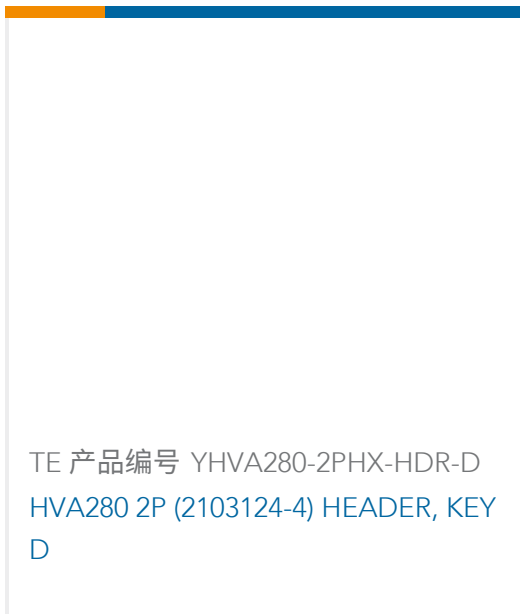 TE 产品编号 YHVA280-2PHX-HDR-D
HVA280 2P (2103124-4) HEADER, KEY
D